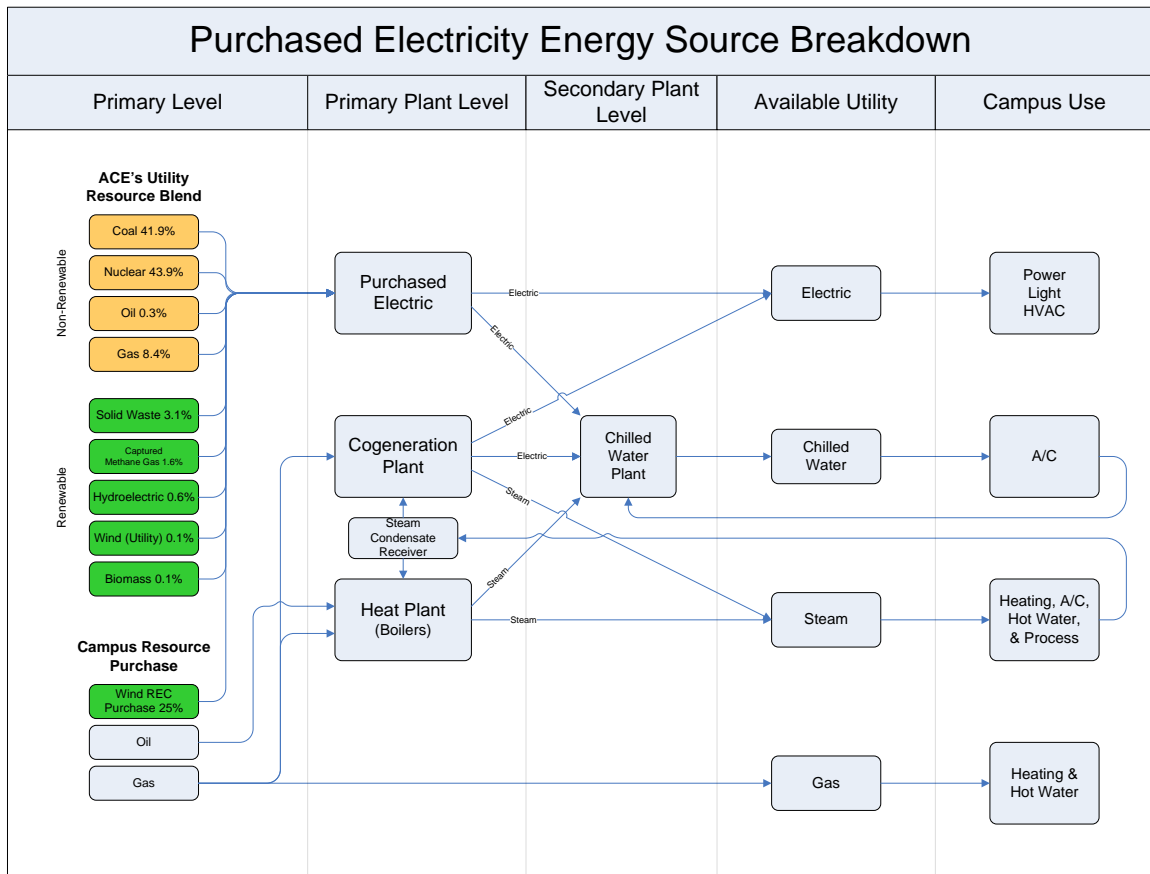 Purchased Electricity Energy Source Breakdown
Primary Level
Primary Plant Level
Secondary Plant
Level
Available Utility
Campus Use
ACE's Utility
Resource Blend
Non-Renewable
Coal 41.9%
Nuclear 43.9%
Oil 0.3%
Gas 8.4%
Renewable
Solid Waste 3.1%
Captured
Methane Gas 1.6%
Hydroelectric 0.6%
Wind (Utility) 0.1%
Biomass 0.1%
Campus Resource
Purchase
Wind REC
Purchase 25%
Oil
Gas
Purchased
Electric
Cogeneration
Plant
Steam
Condensate
Receiver
Heat Plant
(Boilers)
Electric
Electric
Electric
Electric
Steam
Steam
Steam
Chilled
Water
Plant
Electric
Chilled
Water
Steam
Gas
Power
Light
HVAC
A/C
Heating, A/C,
Hot Water,
& Process
Heating &
Hot Water